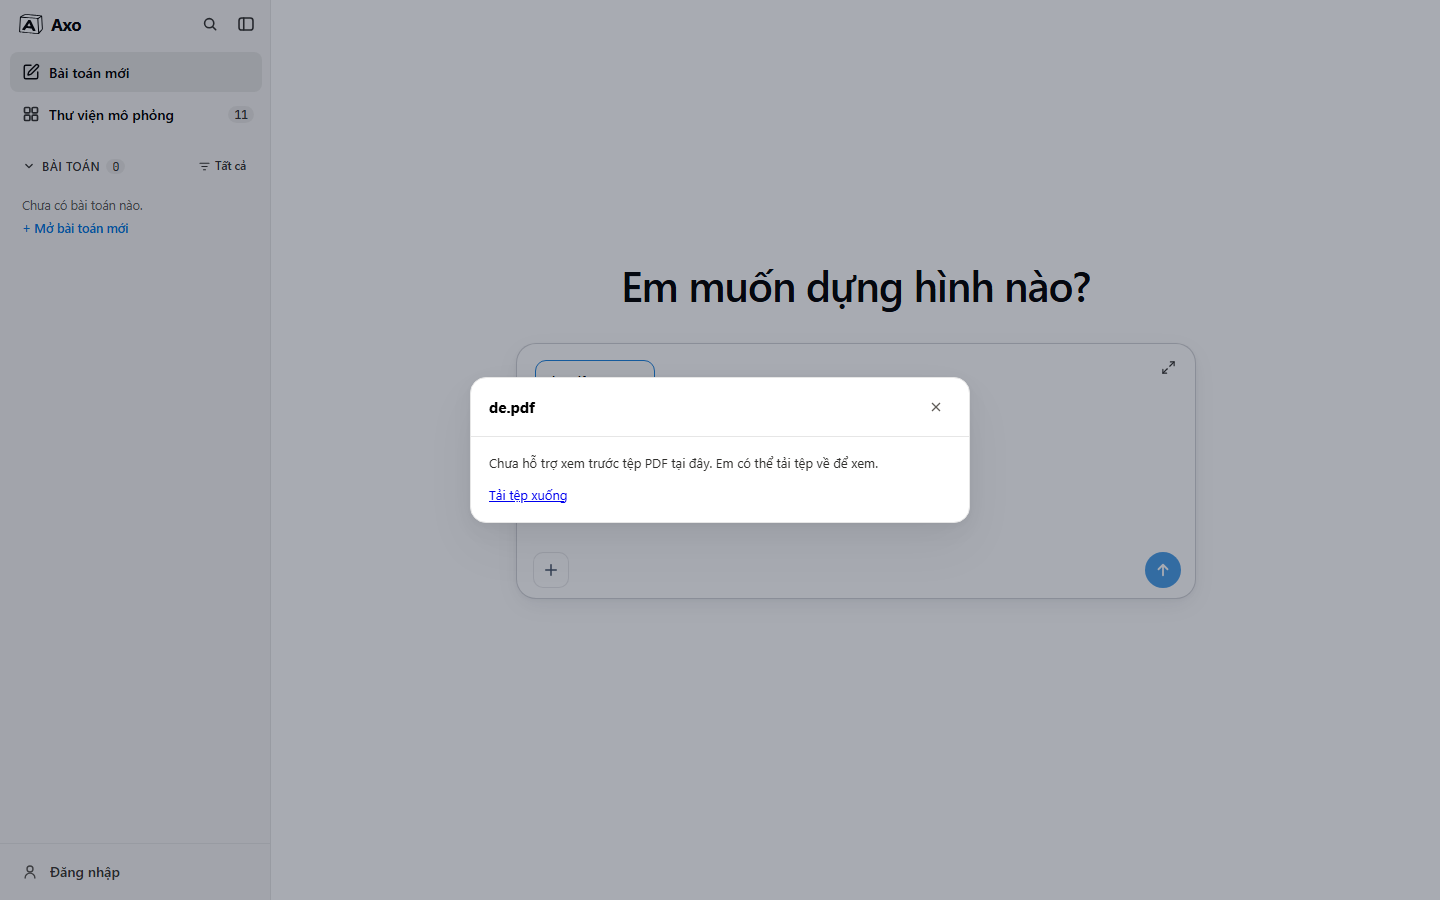 Axo
Bài toán mới
Thư viện mô phỏng 11
BÀI TOÁN 0 Tất cả
Chưa có bài toán nào.
+ Mở bài toán mới
Em muốn dựng hình nào?
de.pdf
Chưa hỗ trợ xem trước tệp PDF tại đây. Em có thể tải tệp về để xem.
Tải tệp xuống
Đăng nhập